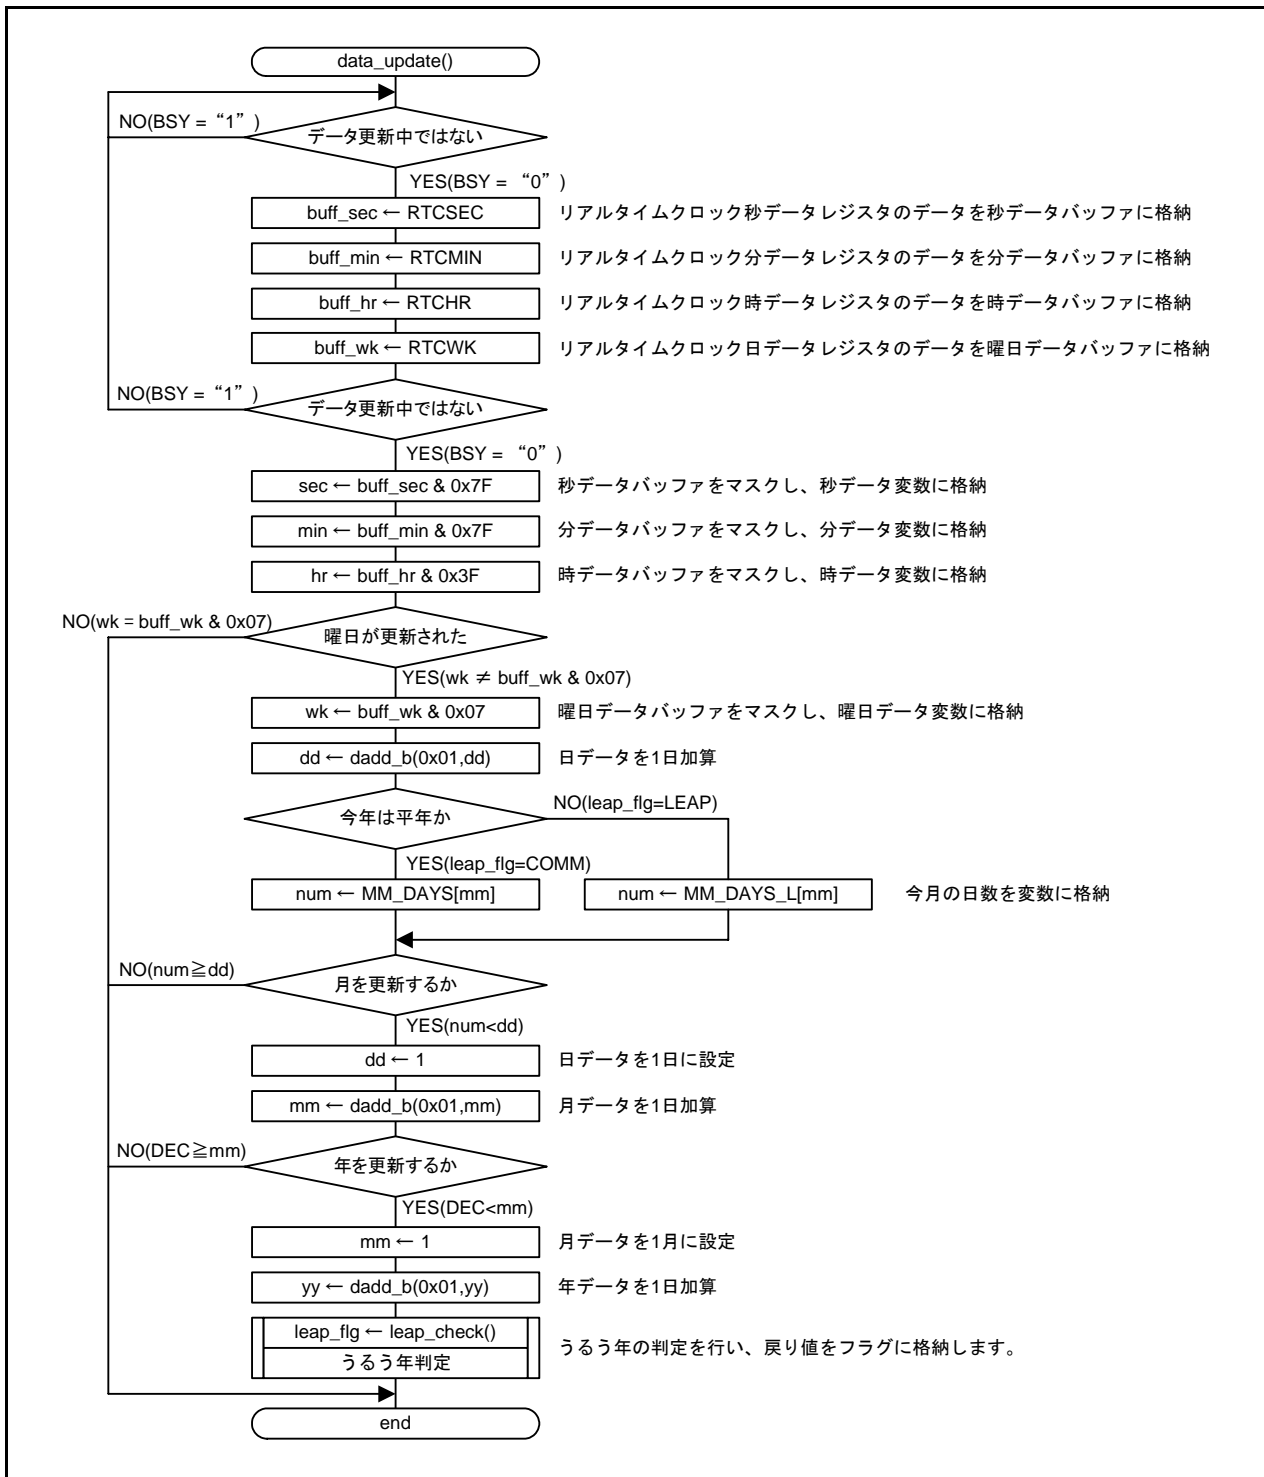 data_update()
NO(BSY = “1”)
データ更新中ではない
YES(BSY = “0”)
buff_sec ← RTCSEC リアルタイムクロック秒データレジスタのデータを秒データバッファに格納
buff_min ← RTCMIN リアルタイムクロック分データレジスタのデータを分データバッファに格納
buff_hr ← RTCHR リアルタイムクロック時データレジスタのデータを時データバッファに格納
buff_wk ← RTCWK リアルタイムクロック日データレジスタのデータを曜日データバッファに格納
NO(BSY = “1”)
データ更新中ではない
YES(BSY = “0”)
sec ← buff_sec & 0x7F 秒データバッファをマスクし、秒データ変数に格納
min ← buff_min & 0x7F 分データバッファをマスクし、分データ変数に格納
hr ← buff_hr & 0x3F 時データバッファをマスクし、時データ変数に格納
NO(wk = buff_wk & 0x07)
曜日が更新された
YES(wk ≠ buff_wk & 0x07)
wk ← buff_wk & 0x07 曜日データバッファをマスクし、曜日データ変数に格納
dd ← dadd_b(0x01,dd) 日データを1日加算
今年は平年か NO(leap_flg=LEAP)
YES(leap_flg=COMM)
num ← MM_DAYS[mm] num ← MM_DAYS_L[mm] 今月の日数を変数に格納
NO(num≧dd)
月を更新するか
YES(num<dd)
dd ← 1 日データを1日に設定
mm ← dadd_b(0x01,mm) 月データを1日加算
NO(DEC≧mm)
年を更新するか
YES(DEC<mm)
mm ← 1 月データを1月に設定
yy ← dadd_b(0x01,yy) 年データを1日加算
leap_flg ← leap_check()
うるう年判定 うるう年の判定を行い、戻り値をフラグに格納します。
end